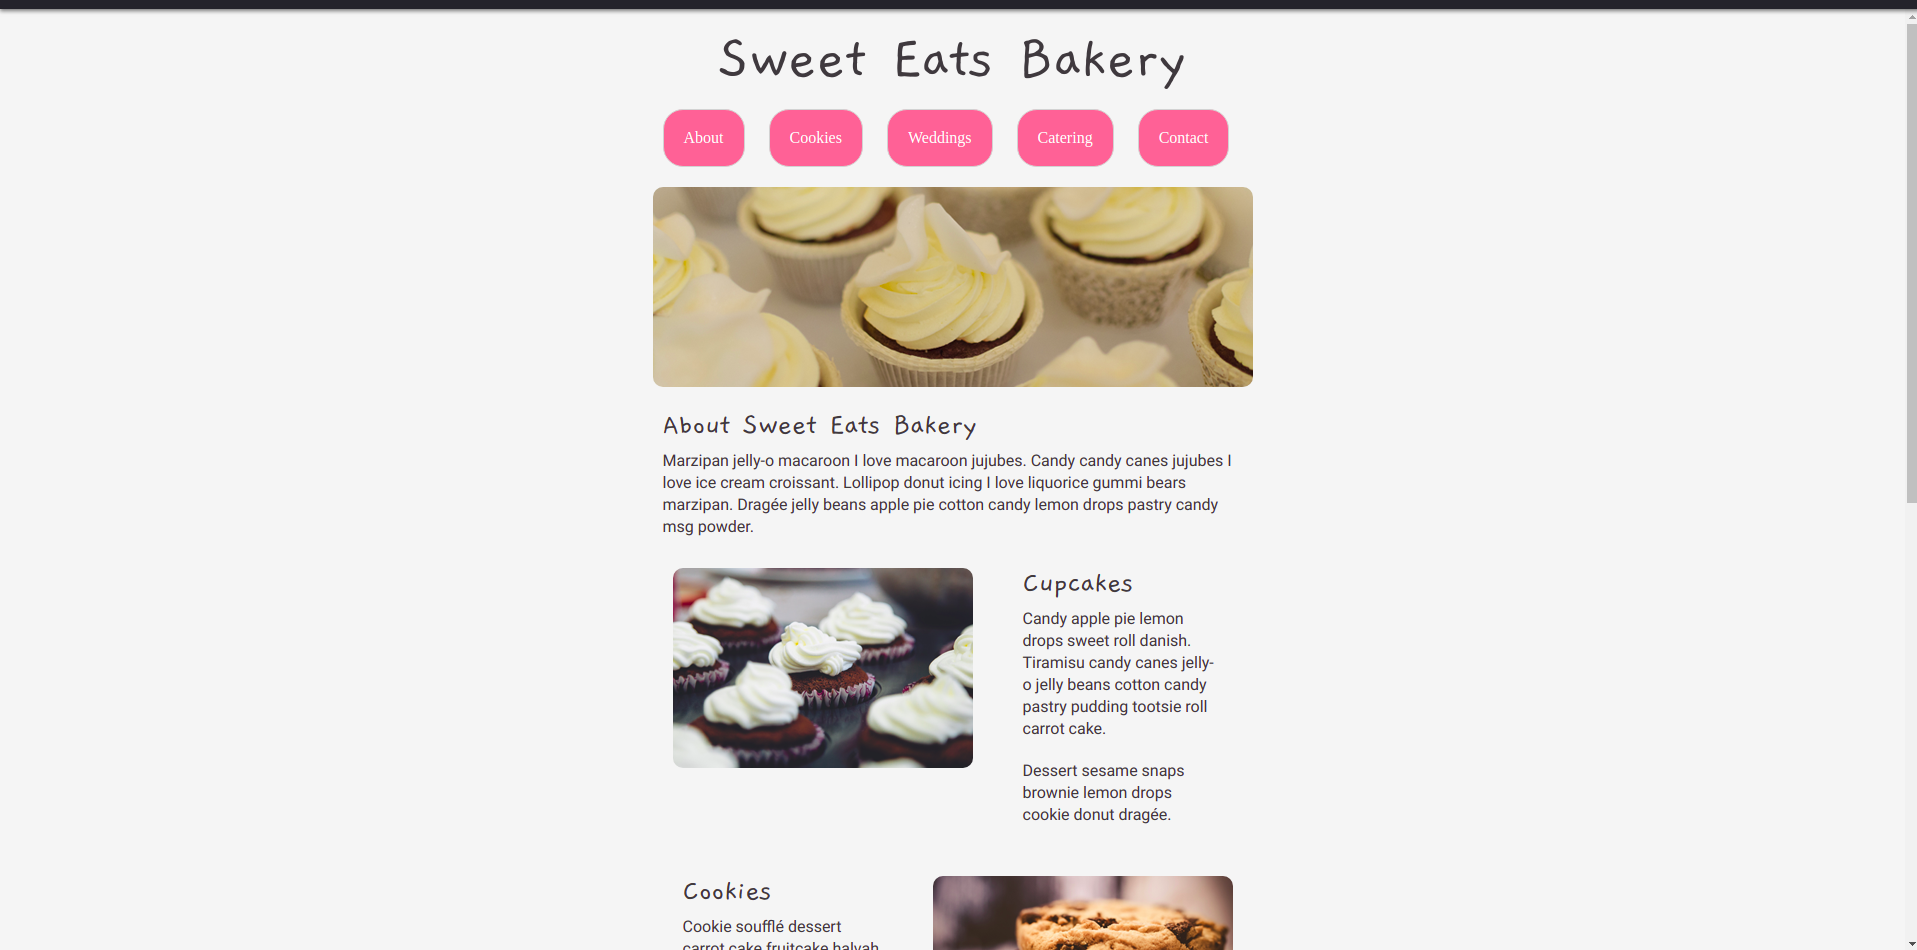 Sweet Eats Bakery
About Cookies Weddings Catering Contact
About Sweet Eats Bakery
Marzipan jelly-o macaroon I love macaroon jujubes. Candy candy canes jujubes I
love ice cream croissant. Lollipop donut icing I love liquorice gummi bears
marzipan. Dragée jelly beans apple pie cotton candy lemon drops pastry candy
msg powder.
Cupcakes
Candy apple pie lemon
drops sweet roll danish.
Tiramisu candy canes jelly-
o jelly beans cotton candy
pastry pudding tootsie roll
carrot cake.
Dessert sesame snaps
brownie lemon drops
cookie donut dragée.
Cookies
Cookie soufflé dessert
carrot cake fruitcake halvah